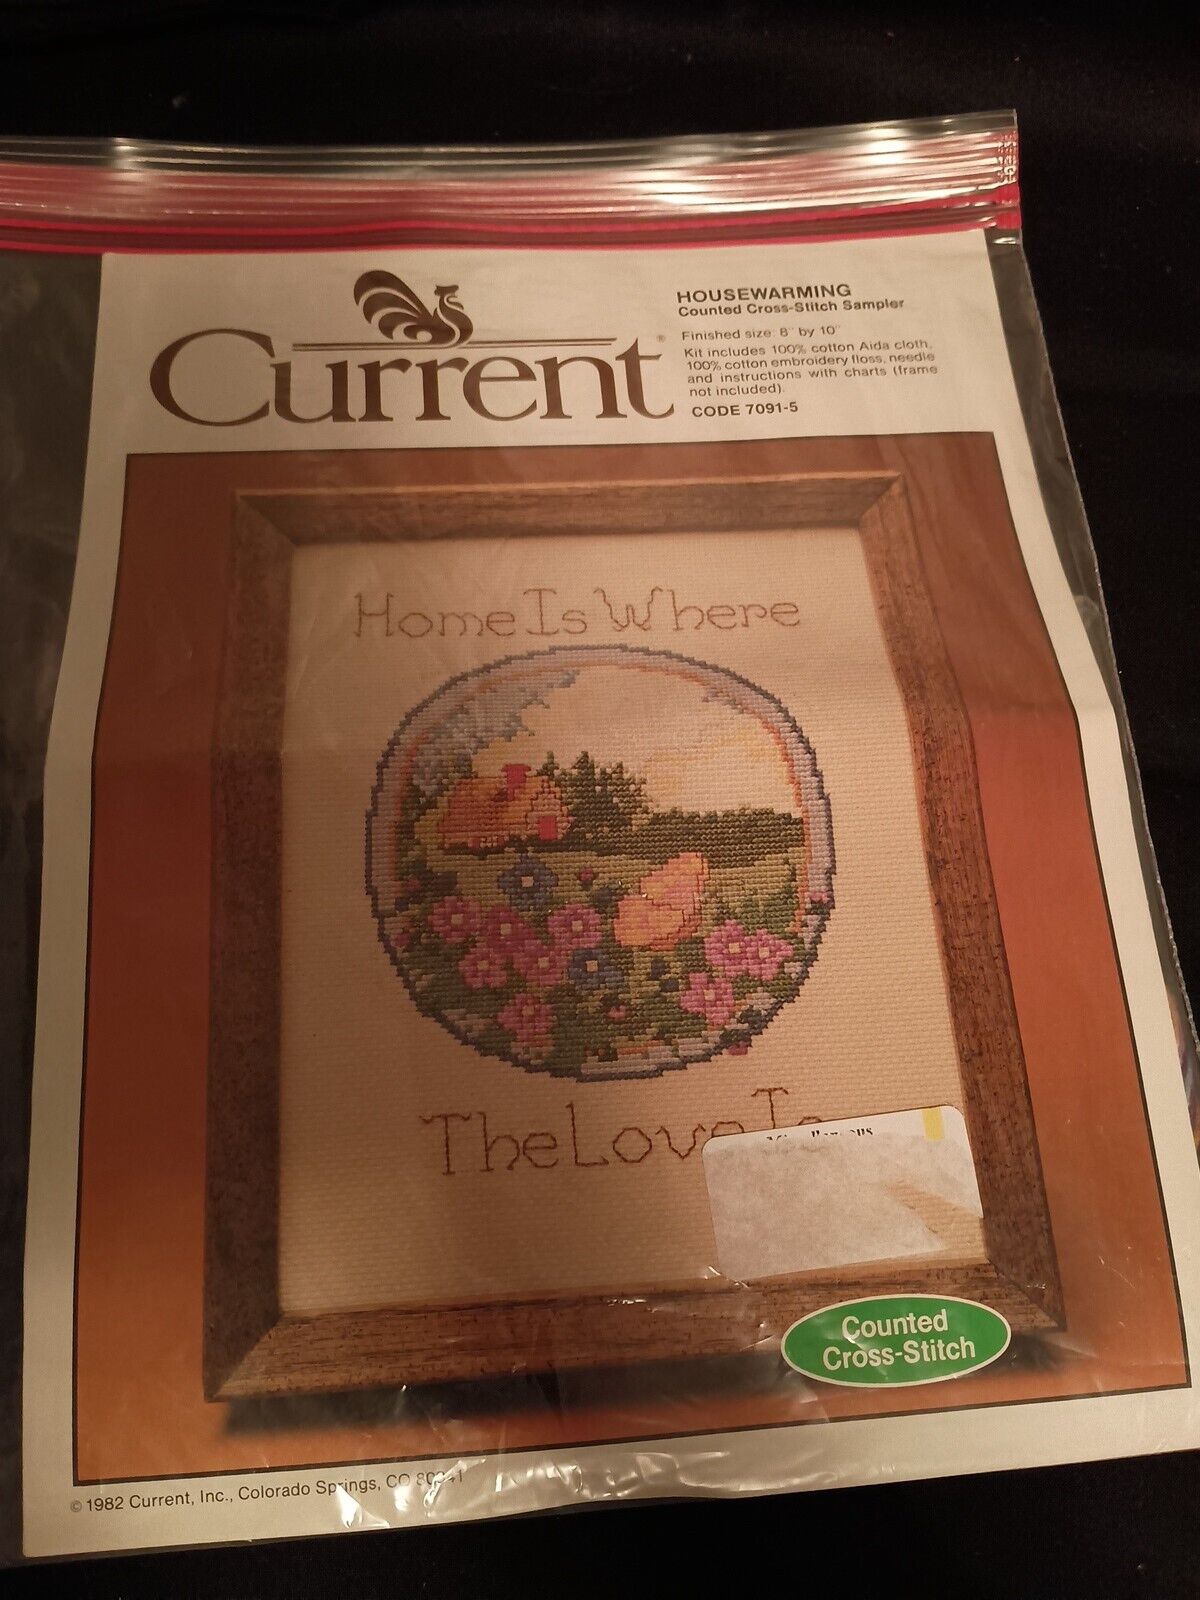 Current®
HOUSEWARMING
Counted Cross-Stitch Sampler
Finished size: 8" by 10"
Kit includes 100% cotton Aida cloth,
100% cotton embroidery floss, needle
and instructions with charts (frame
not included).
CODE 7091-5
Home Is Where
The Love Is
Counted
Cross-Stitch
© 1982 Current, Inc., Colorado Springs, CO